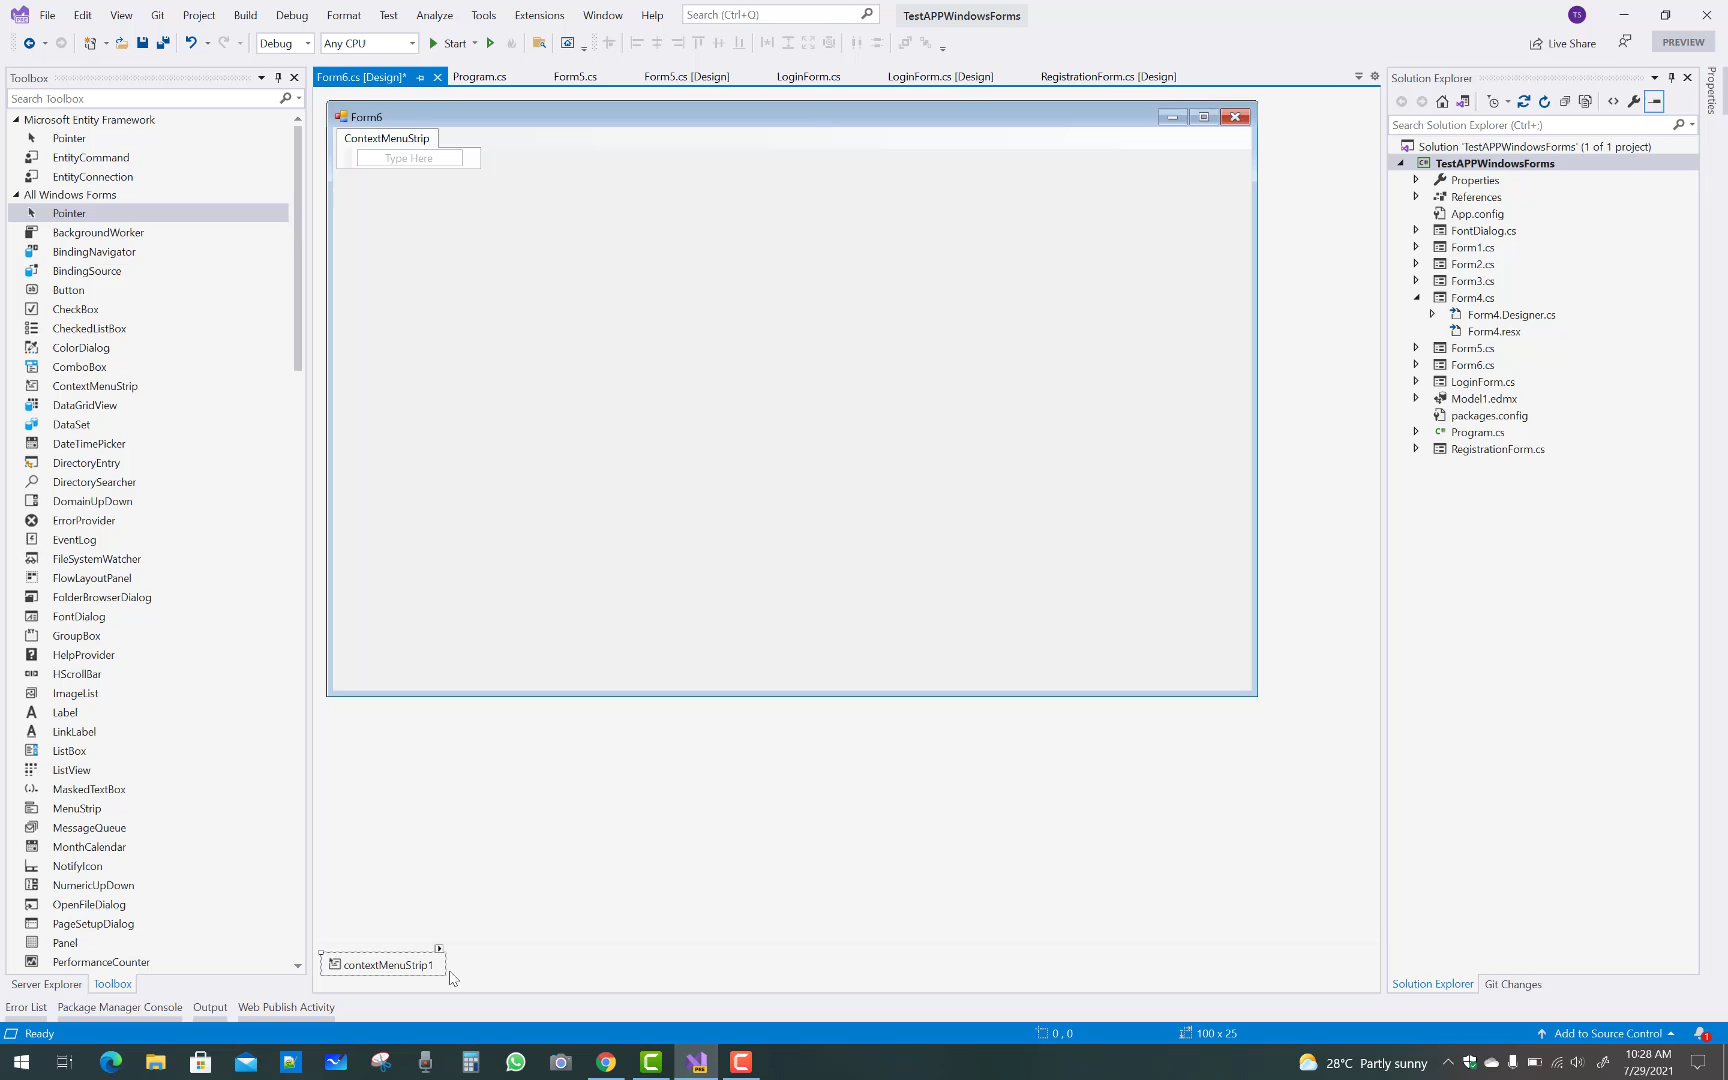 File Edit View Git Project Build Debug Format Test Analyze Tools Extensions Window Help Search (Ctrl+Q) TestAPPWindowsForms TS
Debug Any CPU Start Live Share PREVIEW
Toolbox
Search Toolbox
Microsoft Entity Framework
Pointer
EntityCommand
EntityConnection
All Windows Forms
Pointer
BackgroundWorker
BindingNavigator
BindingSource
Button
CheckBox
CheckedListBox
ColorDialog
ComboBox
ContextMenuStrip
DataGridView
DataSet
DateTimePicker
DirectoryEntry
DirectorySearcher
DomainUpDown
ErrorProvider
EventLog
FileSystemWatcher
FlowLayoutPanel
FolderBrowserDialog
FontDialog
GroupBox
HelpProvider
HScrollBar
ImageList
Label
LinkLabel
ListBox
ListView
MaskedTextBox
MenuStrip
MessageQueue
MonthCalendar
NotifyIcon
NumericUpDown
OpenFileDialog
PageSetupDialog
Panel
PerformanceCounter
Server Explorer Toolbox
Form6.cs [Design]* Program.cs Form5.cs Form5.cs [Design] LoginForm.cs LoginForm.cs [Design] RegistrationForm.cs [Design]
Form6
ContextMenuStrip
Type Here
contextMenuStrip1
Solution Explorer
Search Solution Explorer (Ctrl+;)
Solution 'TestAPPWindowsForms' (1 of 1 project)
TestAPPWindowsForms
Properties
References
App.config
FontDialog.cs
Form1.cs
Form2.cs
Form3.cs
Form4.cs
Form4.Designer.cs
Form4.resx
Form5.cs
Form6.cs
LoginForm.cs
Model1.edmx
packages.config
C# Program.cs
RegistrationForm.cs
Solution Explorer Git Changes
Properties
Error List Package Manager Console Output Web Publish Activity
Ready 0 , 0 100 x 25 Add to Source Control 1
28°C Partly sunny 10:28 AM
7/29/2021